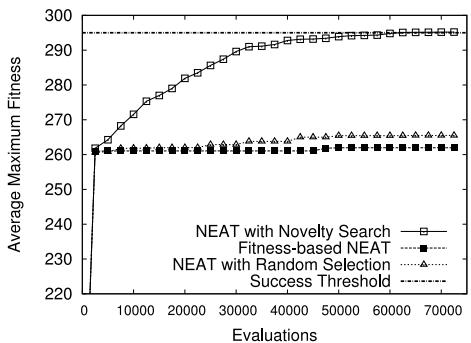 300
290
280
270
260
250
240
230
220
Average Maximum Fitness
NEAT with Novelty Search
Fitness-based NEAT
NEAT with Random Selection
Success Threshold
0 10000 20000 30000 40000 50000 60000 70000
Evaluations